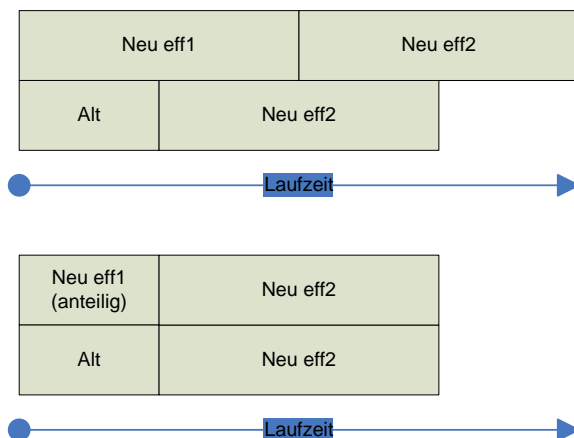 Neu eff1
Neu eff2
Alt
Neu eff2
Laufzeit
Neu eff1
(anteilig)
Neu eff2
Alt
Neu eff2
Laufzeit